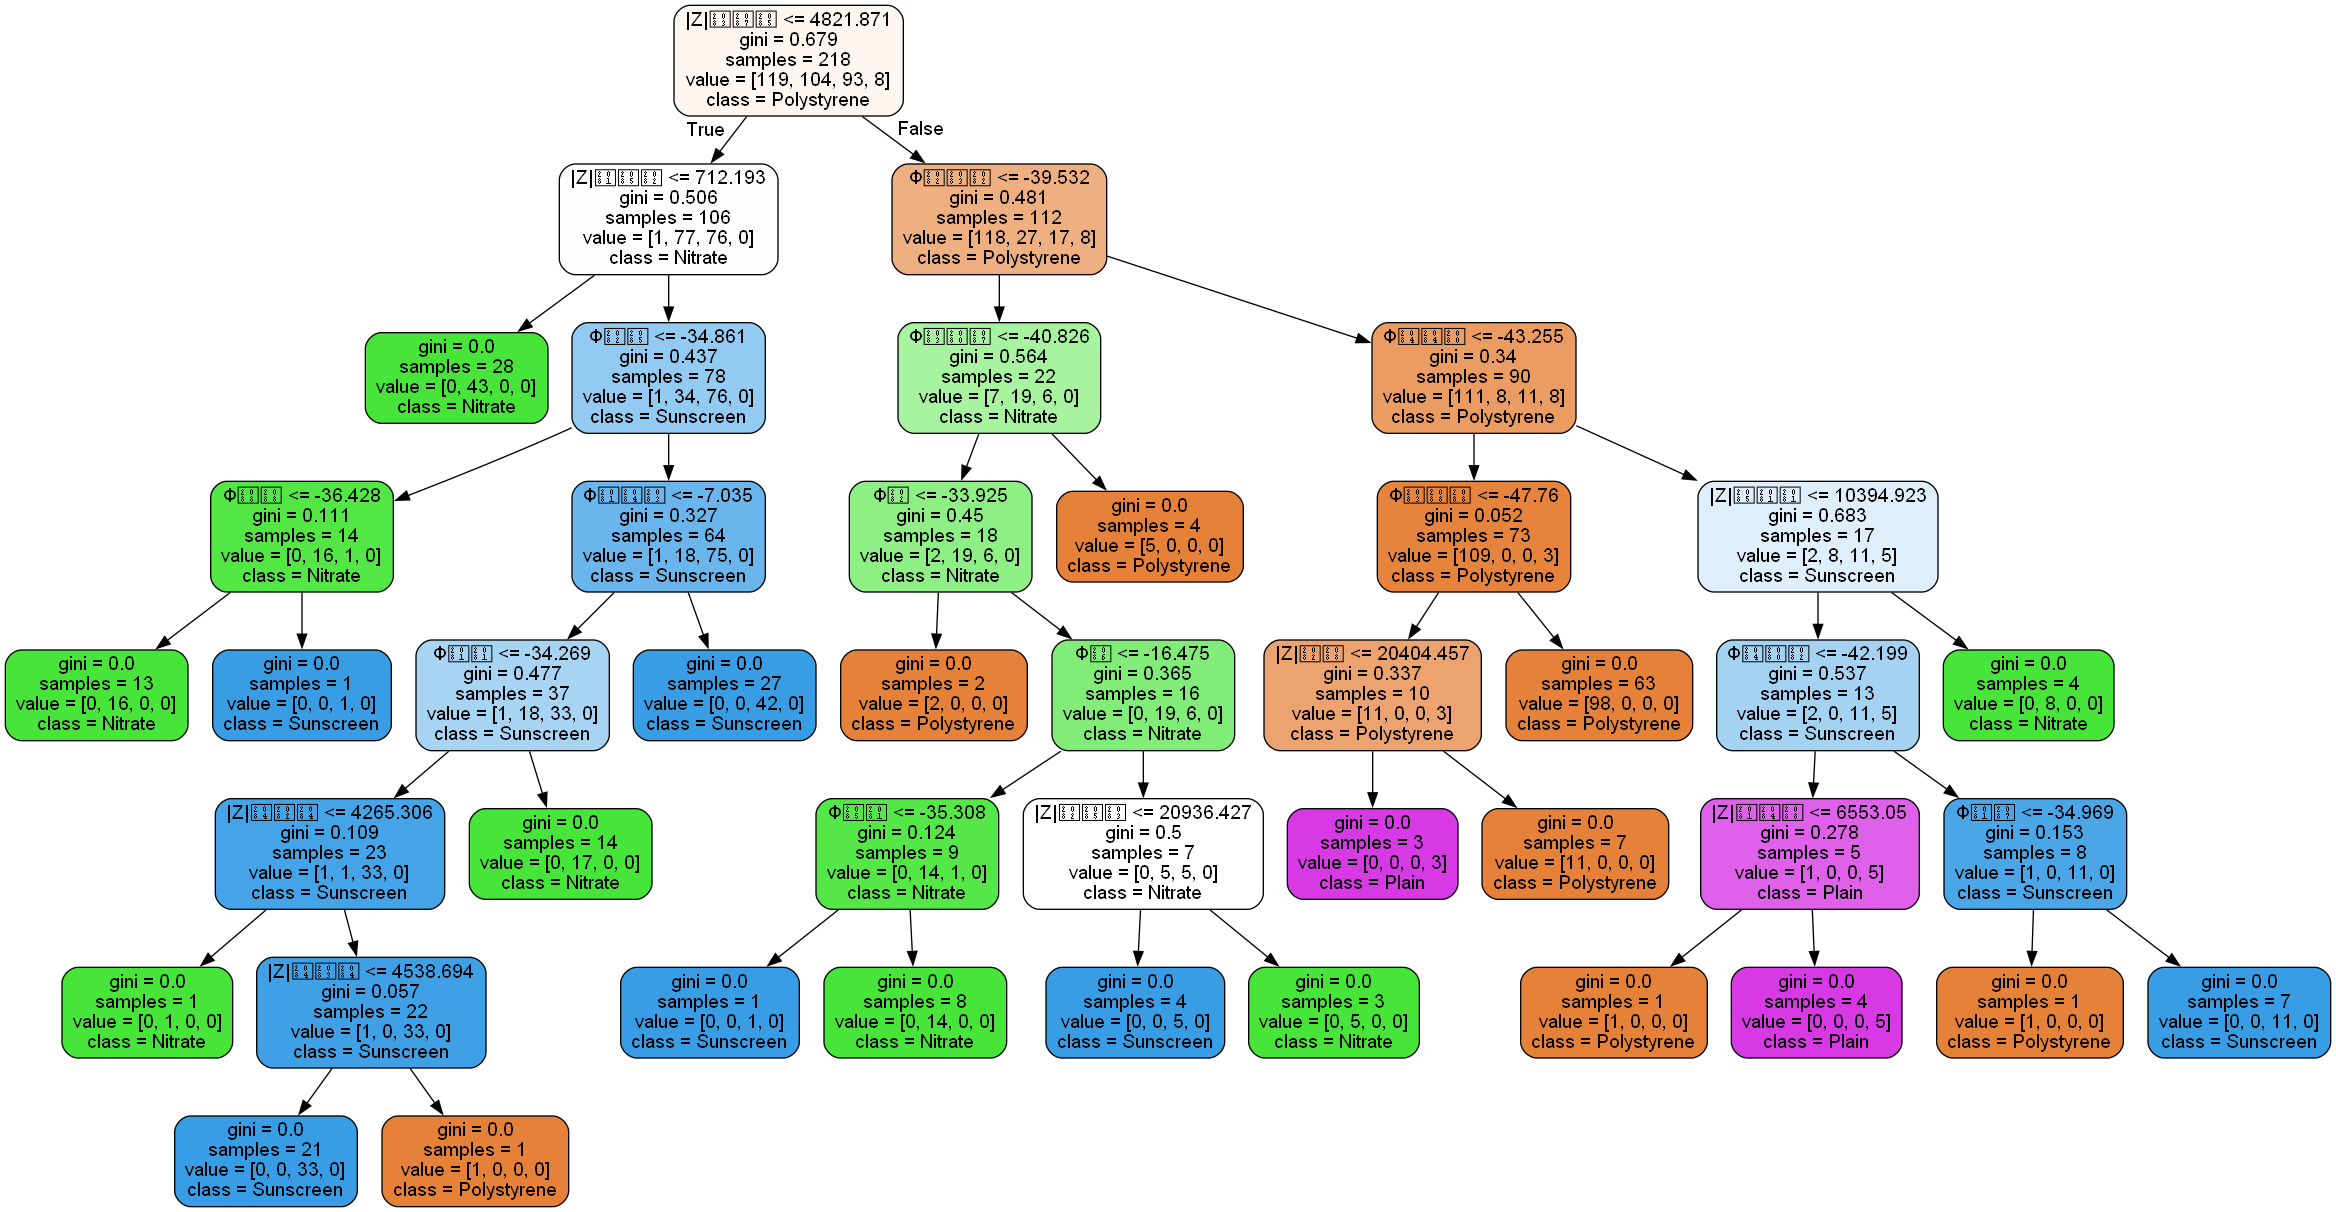 |Z| <= 4821.871
gini = 0.679
samples = 218
value = [119, 104, 93, 8]
class = Polystyrene
True
False
|Z| <= 712.193
gini = 0.506
samples = 106
value = [1, 77, 76, 0]
class = Nitrate
Φ <= -39.532
gini = 0.481
samples = 112
value = [118, 27, 17, 8]
class = Polystyrene
gini = 0.0
samples = 28
value = [0, 43, 0, 0]
class = Nitrate
Φ <= -34.861
gini = 0.437
samples = 78
value = [1, 34, 76, 0]
class = Sunscreen
Φ <= -40.826
gini = 0.564
samples = 22
value = [7, 19, 6, 0]
class = Nitrate
Φ <= -43.255
gini = 0.34
samples = 90
value = [111, 8, 11, 8]
class = Polystyrene
Φ <= -36.428
gini = 0.111
samples = 14
value = [0, 16, 1, 0]
class = Nitrate
Φ <= -7.035
gini = 0.327
samples = 64
value = [1, 18, 75, 0]
class = Sunscreen
Φ <= -33.925
gini = 0.45
samples = 18
value = [2, 19, 6, 0]
class = Nitrate
gini = 0.0
samples = 4
value = [5, 0, 0, 0]
class = Polystyrene
Φ <= -47.76
gini = 0.052
samples = 73
value = [109, 0, 0, 3]
class = Polystyrene
|Z| <= 10394.923
gini = 0.683
samples = 17
value = [2, 8, 11, 5]
class = Sunscreen
gini = 0.0
samples = 13
value = [0, 16, 0, 0]
class = Nitrate
gini = 0.0
samples = 1
value = [0, 0, 1, 0]
class = Sunscreen
Φ <= -34.269
gini = 0.477
samples = 37
value = [1, 18, 33, 0]
class = Sunscreen
gini = 0.0
samples = 27
value = [0, 0, 42, 0]
class = Sunscreen
gini = 0.0
samples = 2
value = [2, 0, 0, 0]
class = Polystyrene
Φ <= -16.475
gini = 0.365
samples = 16
value = [0, 19, 6, 0]
class = Nitrate
|Z| <= 20404.457
gini = 0.337
samples = 10
value = [11, 0, 0, 3]
class = Polystyrene
gini = 0.0
samples = 63
value = [98, 0, 0, 0]
class = Polystyrene
Φ <= -42.199
gini = 0.537
samples = 13
value = [2, 0, 11, 5]
class = Sunscreen
gini = 0.0
samples = 4
value = [0, 8, 0, 0]
class = Nitrate
|Z| <= 4265.306
gini = 0.109
samples = 23
value = [1, 1, 33, 0]
class = Sunscreen
gini = 0.0
samples = 14
value = [0, 17, 0, 0]
class = Nitrate
Φ <= -35.308
gini = 0.124
samples = 9
value = [0, 14, 1, 0]
class = Nitrate
|Z| <= 20936.427
gini = 0.5
samples = 7
value = [0, 5, 5, 0]
class = Nitrate
gini = 0.0
samples = 3
value = [0, 0, 0, 3]
class = Plain
gini = 0.0
samples = 7
value = [11, 0, 0, 0]
class = Polystyrene
|Z| <= 6553.05
gini = 0.278
samples = 5
value = [1, 0, 0, 5]
class = Plain
Φ <= -34.969
gini = 0.153
samples = 8
value = [1, 0, 11, 0]
class = Sunscreen
gini = 0.0
samples = 1
value = [0, 1, 0, 0]
class = Nitrate
|Z| <= 4538.694
gini = 0.057
samples = 22
value = [1, 0, 33, 0]
class = Sunscreen
gini = 0.0
samples = 1
value = [0, 0, 1, 0]
class = Sunscreen
gini = 0.0
samples = 8
value = [0, 14, 0, 0]
class = Nitrate
gini = 0.0
samples = 4
value = [0, 0, 5, 0]
class = Sunscreen
gini = 0.0
samples = 3
value = [0, 5, 0, 0]
class = Nitrate
gini = 0.0
samples = 1
value = [1, 0, 0, 0]
class = Polystyrene
gini = 0.0
samples = 4
value = [0, 0, 0, 5]
class = Plain
gini = 0.0
samples = 1
value = [1, 0, 0, 0]
class = Polystyrene
gini = 0.0
samples = 7
value = [0, 0, 11, 0]
class = Sunscreen
gini = 0.0
samples = 21
value = [0, 0, 33, 0]
class = Sunscreen
gini = 0.0
samples = 1
value = [1, 0, 0, 0]
class = Polystyrene